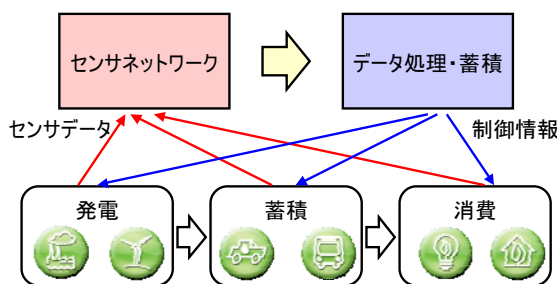 センサネットワーク
データ処理・蓄積
センサデータ
制御情報
発電
蓄積
消費